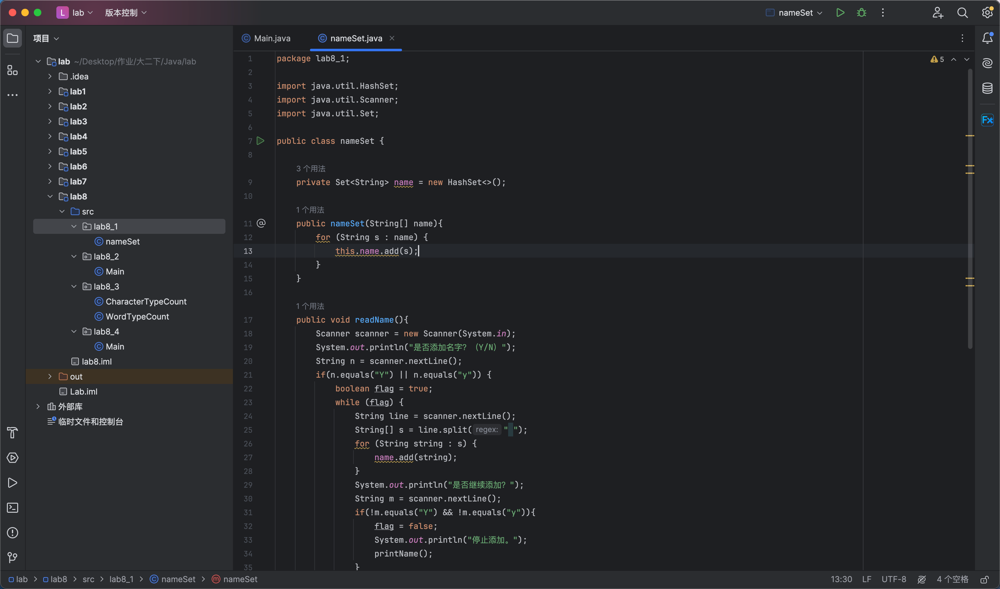 L lab 版本控制 nameSet
项目
lab ~/Desktop/作业/大二下/Java/lab
.idea
lab1
lab2
lab3
lab4
lab5
lab6
lab7
lab8
src
lab8_1
nameSet
lab8_2
Main
lab8_3
CharacterTypeCount
WordTypeCount
lab8_4
Main
lab8.iml
out
Lab.iml
外部库
临时文件和控制台
Main.java nameSet.java
5
Fx
1 package lab8_1;
2
3 import java.util.HashSet;
4 import java.util.Scanner;
5 import java.util.Set;
6
7 public class nameSet {
8
3 个用法
9 private Set<String> name = new HashSet<>();
10
1 个用法
11 @ public nameSet(String[] name){
12 for (String s : name) {
13 this.name.add(s);
14 }
15 }
16
1 个用法
17 public void readName(){
18 Scanner scanner = new Scanner(System.in);
19 System.out.println("是否添加名字？（Y/N）");
20 String n = scanner.nextLine();
21 if(n.equals("Y") || n.equals("y")) {
22 boolean flag = true;
23 while (flag) {
24 String line = scanner.nextLine();
25 String[] s = line.split( regex: " ");
26 for (String string : s) {
27 name.add(string);
28 }
29 System.out.println("是否继续添加？");
30 String m = scanner.nextLine();
31 if(!m.equals("Y") && !m.equals("y")){
32 flag = false;
33 System.out.println("停止添加。");
34 printName();
35 }
lab > lab8 > src > lab8_1 > nameSet > m nameSet
13:30 LF UTF-8 4 个空格